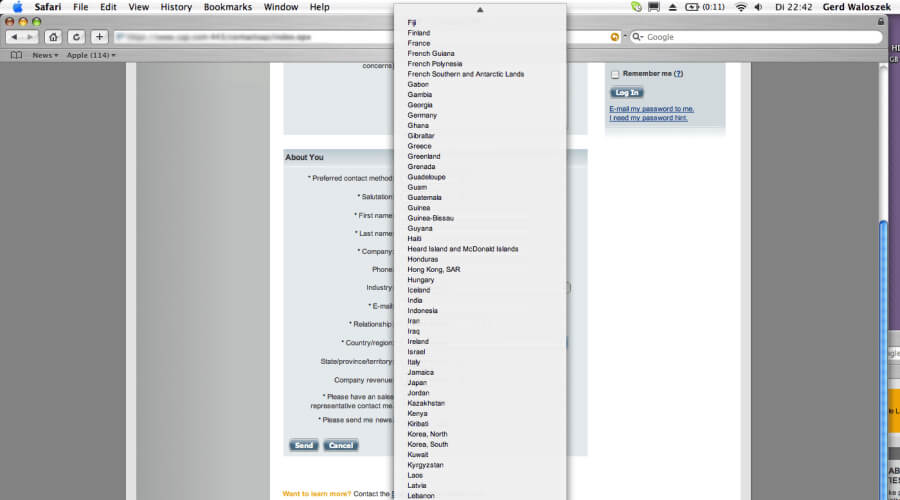 Safari File Edit View History Bookmarks Window Help (0:11) Di 22:42 Gerd Waloszek
Google
News Apple (114)
concerns)
Remember me (?)
Log In
E-mail my password to me.
I need my password hint.
About You
* Preferred contact method:
* Salutation:
* First name:
* Last name:
* Company:
Phone:
Industry:
* E-mail:
* Relationship:
* Country/region:
State/province/territory:
Company revenue:
* Please have an sales
representative contact me.
* Please send me news.
Send Cancel
Want to learn more? Contact the
Fiji
Finland
France
French Guiana
French Polynesia
French Southern and Antarctic Lands
Gabon
Gambia
Georgia
Germany
Ghana
Gibraltar
Greece
Greenland
Grenada
Guadeloupe
Guam
Guatemala
Guinea
Guinea-Bissau
Guyana
Haiti
Heard Island and McDonald Islands
Honduras
Hong Kong, SAR
Hungary
Iceland
India
Indonesia
Iran
Iraq
Ireland
Israel
Italy
Jamaica
Japan
Jordan
Kazakhstan
Kenya
Kiribati
Korea, North
Korea, South
Kuwait
Kyrgyzstan
Laos
Latvia
Lebanon